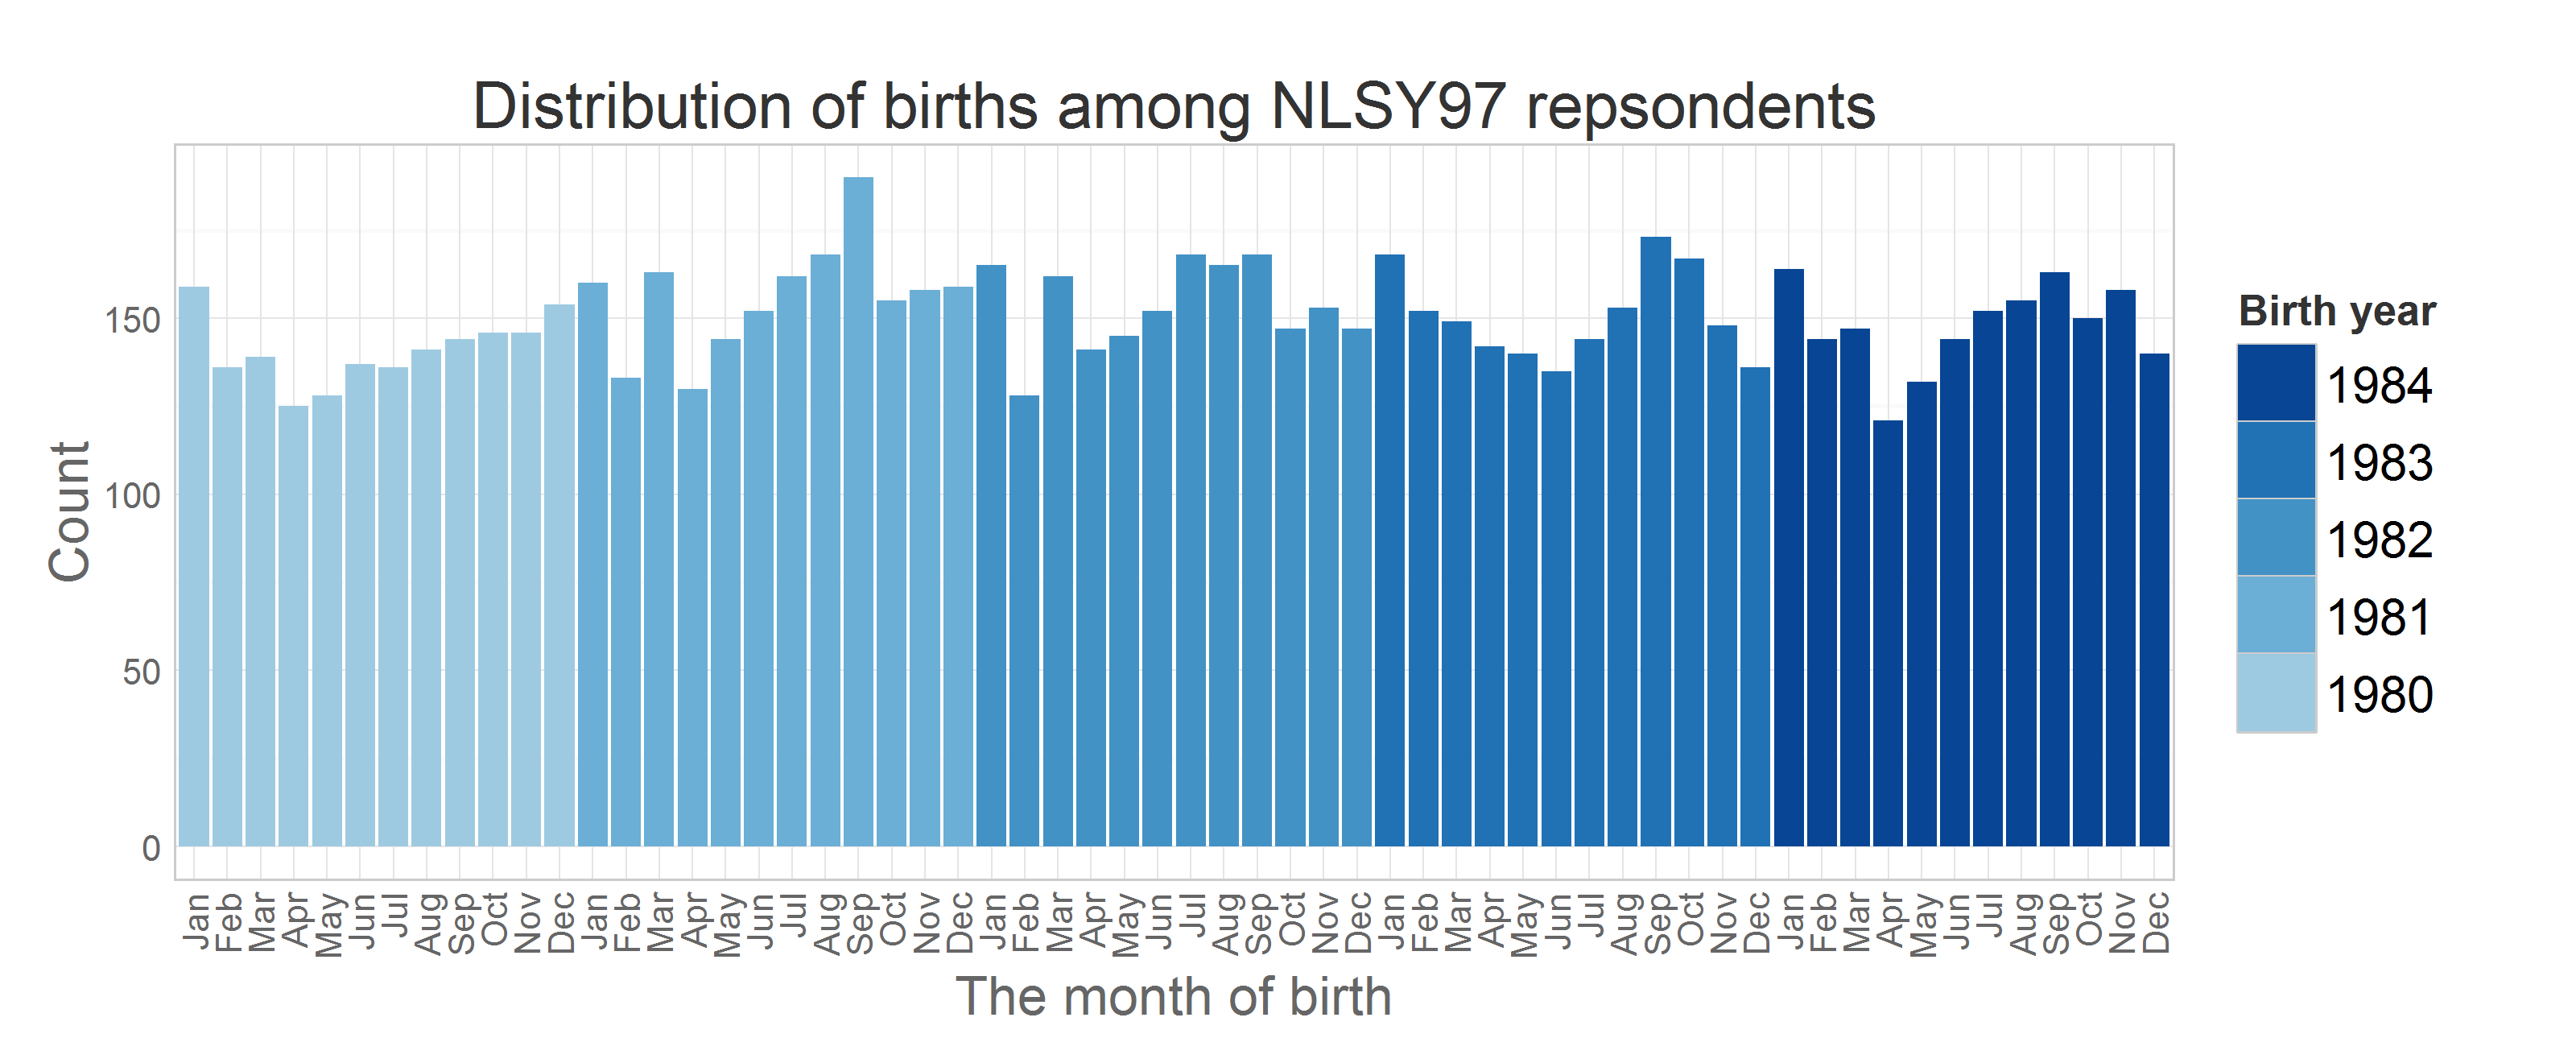 Distribution of births among NLSY97 repsondents
150
100
50
0
Count
Jan Feb Mar Apr May Jun Jul Aug Sep Oct Nov Dec Jan Feb Mar Apr May Jun Jul Aug Sep Oct Nov Dec Jan Feb Mar Apr May Jun Jul Aug Sep Oct Nov Dec Jan Feb Mar Apr May Jun Jul Aug Sep Oct Nov Dec Jan Feb Mar Apr May Jun Jul Aug Sep Oct Nov Dec
The month of birth
Birth year
1984
1983
1982
1981
1980